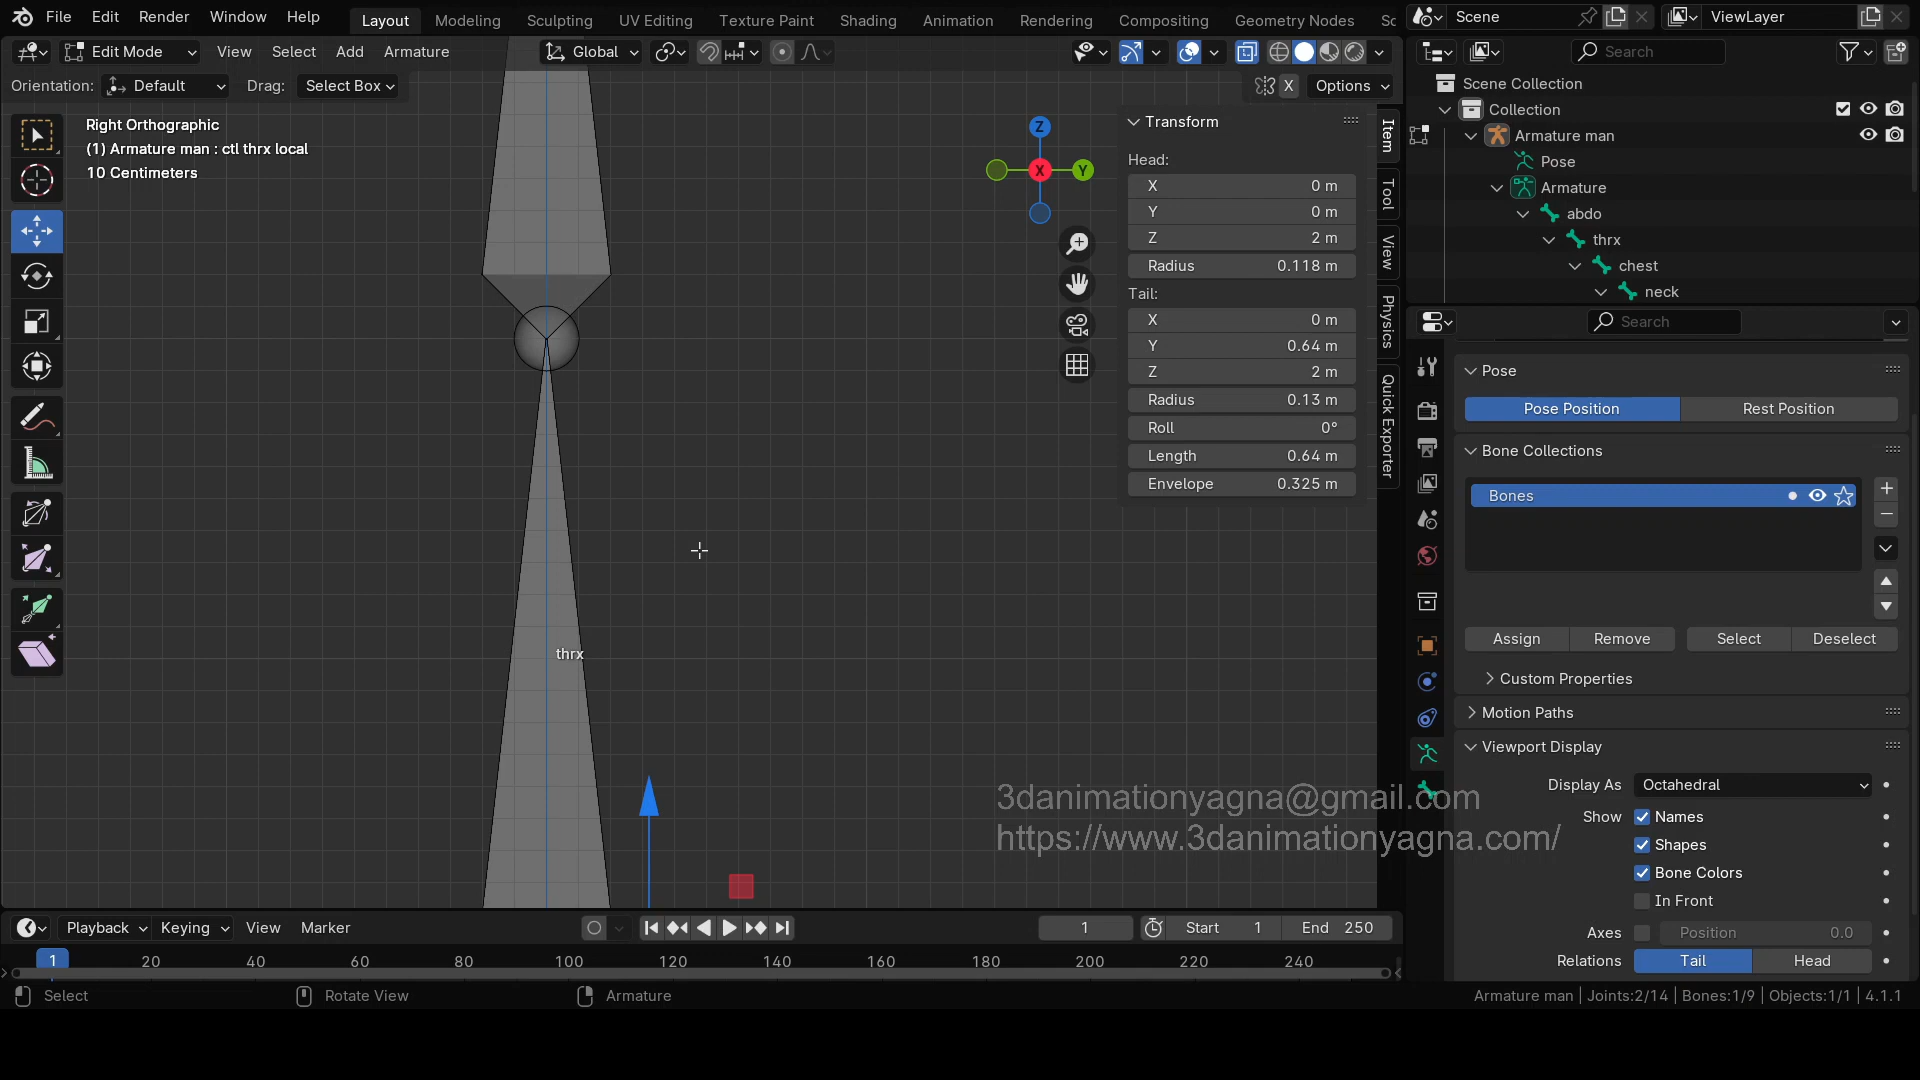 File Edit Render Window Help Layout Modeling Sculpting UV Editing Texture Paint Shading Animation Rendering Compositing Geometry Nodes Sc Scene ViewLayer
Edit Mode View Select Add Armature Global Search
Orientation: Default Drag: Select Box X Options
Scene Collection
Collection
Armature man
Pose
Armature
abdo
thrx
chest
neck
Right Orthographic
(1) Armature man : ctl thrx local
10 Centimeters
Z
X
Y
Transform
Head:
X 0 m
Y 0 m
Z 2 m
Radius 0.118 m
Tail:
X 0 m
Y 0.64 m
Z 2 m
Radius 0.13 m
Roll 0°
Length 0.64 m
Envelope 0.325 m
Item
Tool
View
Physics
Quick Exporter
thrx
Search
Pose
Pose Position Rest Position
Bone Collections
Bones
Assign Remove Select Deselect
Custom Properties
Motion Paths
Viewport Display
Display As Octahedral
Show Names
Shapes
Bone Colors
In Front
Axes Position 0.0
Relations Tail Head
3danimationyagna@gmail.com
https://www.3danimationyagna.com/
Playback Keying View Marker 1 Start 1 End 250
1 20 40 60 80 100 120 140 160 180 200 220 240
Select Rotate View Armature Armature man | Joints:2/14 | Bones:1/9 | Objects:1/1 | 4.1.1